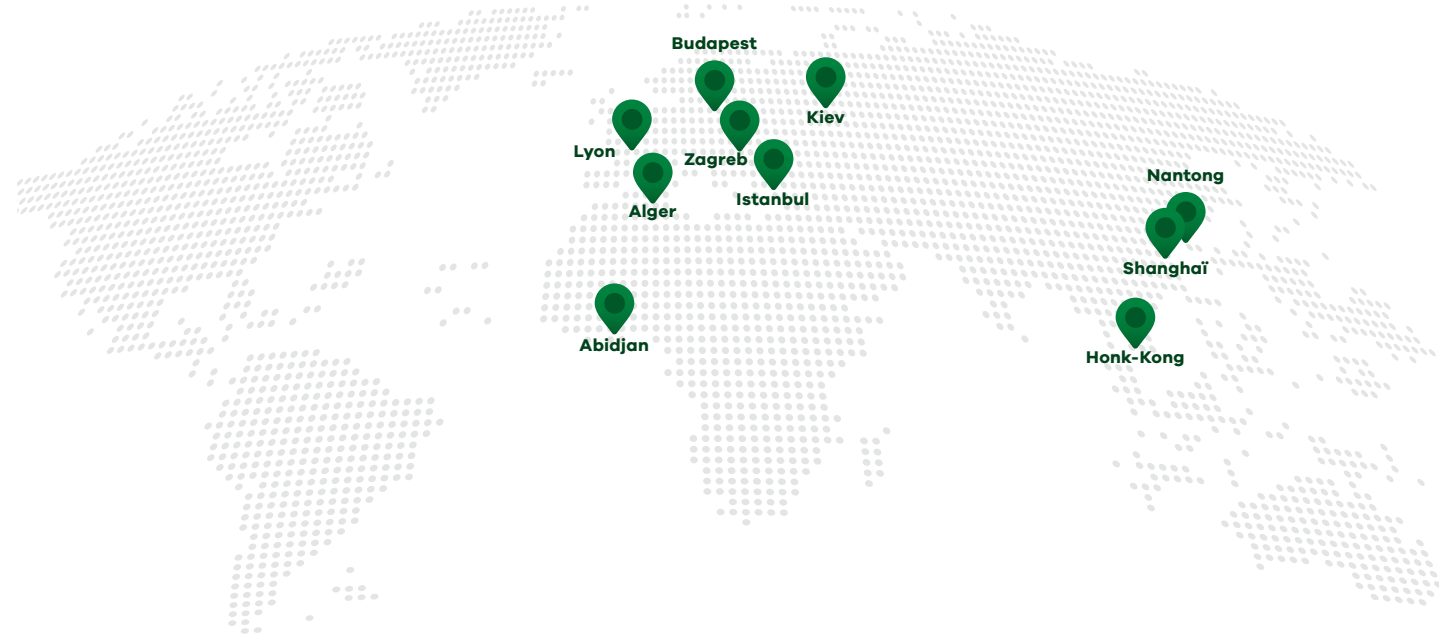 Budapest
Kiev
Lyon
Zagreb
Nantong
Istanbul
Alger
Shanghaï
Abidjan
Honk-Kong